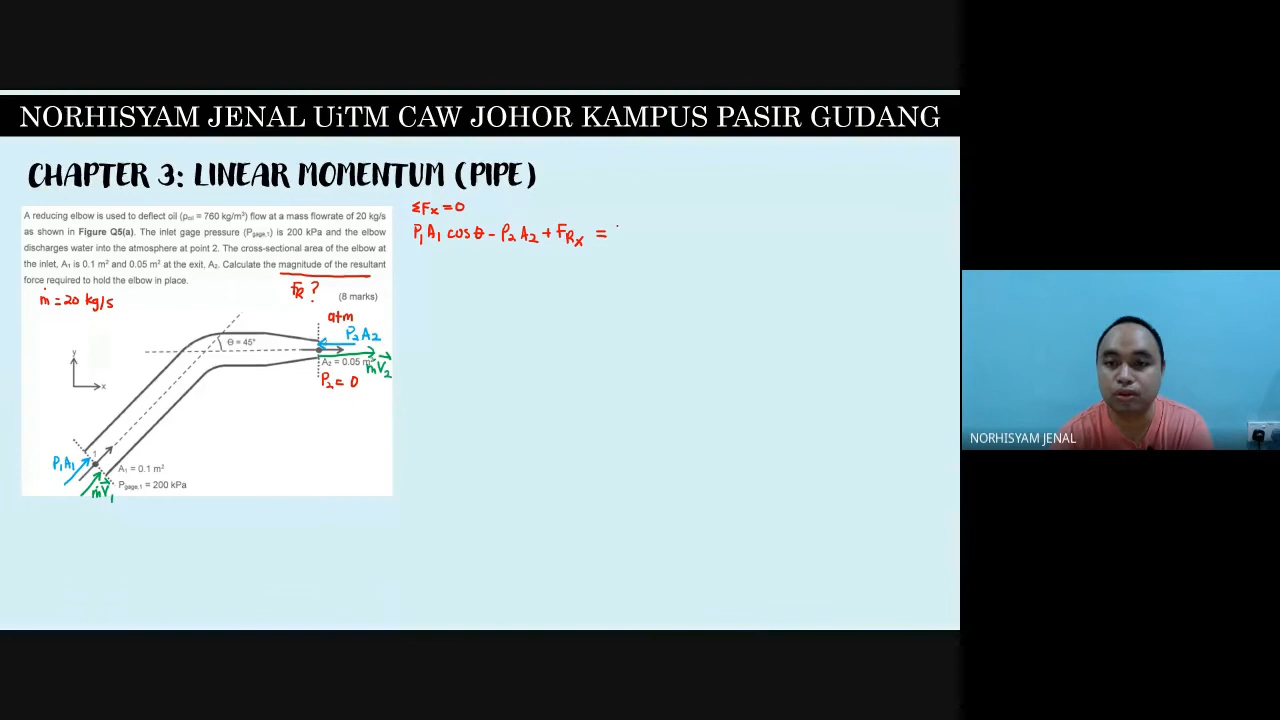 NORHISYAM JENAL UiTM CAW JOHOR KAMPUS PASIR GUDANG
CHAPTER 3: LINEAR MOMENTUM (PIPE)
A reducing elbow is used to deflect oil (ρoil = 760 kg/m³) flow at a mass flowrate of 20 kg/s
as shown in Figure Q5(a). The inlet gage pressure (Pgage,1) is 200 kPa and the elbow
discharges water into the atmosphere at point 2. The cross-sectional area of the elbow at
the inlet, A₁ is 0.1 m² and 0.05 m² at the exit, A₂. Calculate the magnitude of the resultant
force required to hold the elbow in place.
FR ?
(8 marks)
ṁ = 20 kg/s
atm
P₂A₂
Θ = 45°
y
x
A₂ = 0.05 m²
ṁV⃗₂
P₂ = 0
P₁A₁
1
A₁ = 0.1 m²
ṁV⃗₁
Pgage,1 = 200 kPa
ΣFx = 0
P₁A₁ cosθ - P₂A₂ + FRx =
NORHISYAM JENAL